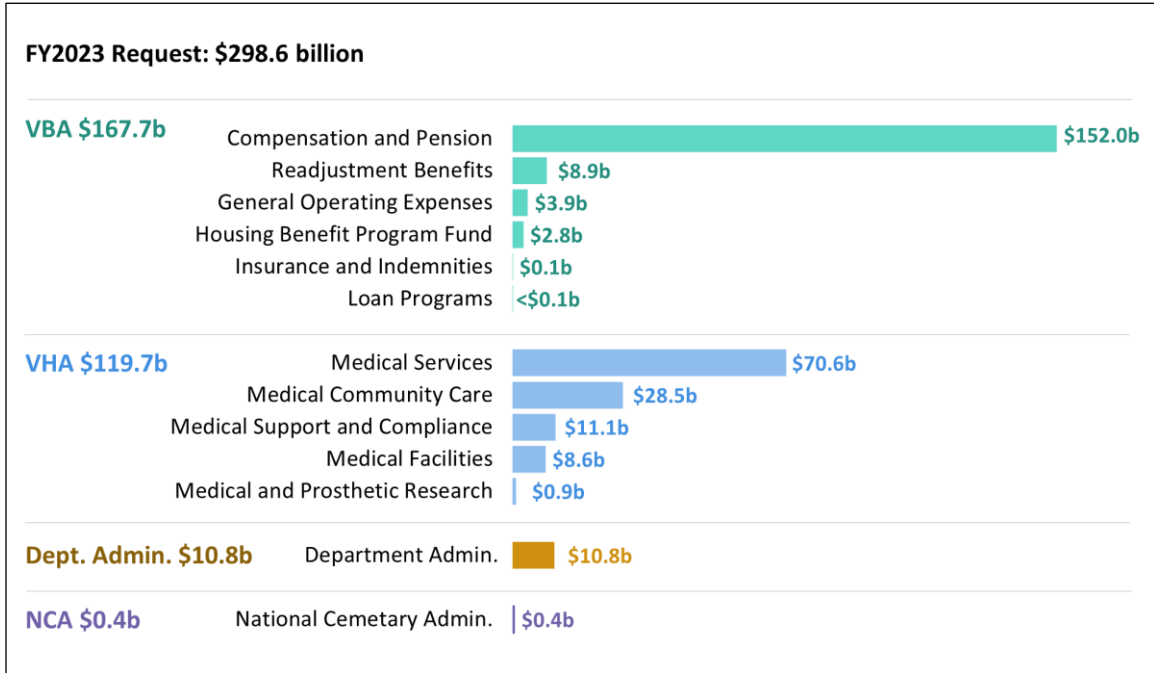 FY2023 Request: $298.6 billion
VBA $167.7b
Compensation and Pension $152.0b
Readjustment Benefits $8.9b
General Operating Expenses $3.9b
Housing Benefit Program Fund $2.8b
Insurance and Indemnities $0.1b
Loan Programs <$0.1b
VHA $119.7b
Medical Services $70.6b
Medical Community Care $28.5b
Medical Support and Compliance $11.1b
Medical Facilities $8.6b
Medical and Prosthetic Research $0.9b
Dept. Admin. $10.8b
Department Admin. $10.8b
NCA $0.4b
National Cemetary Admin. $0.4b